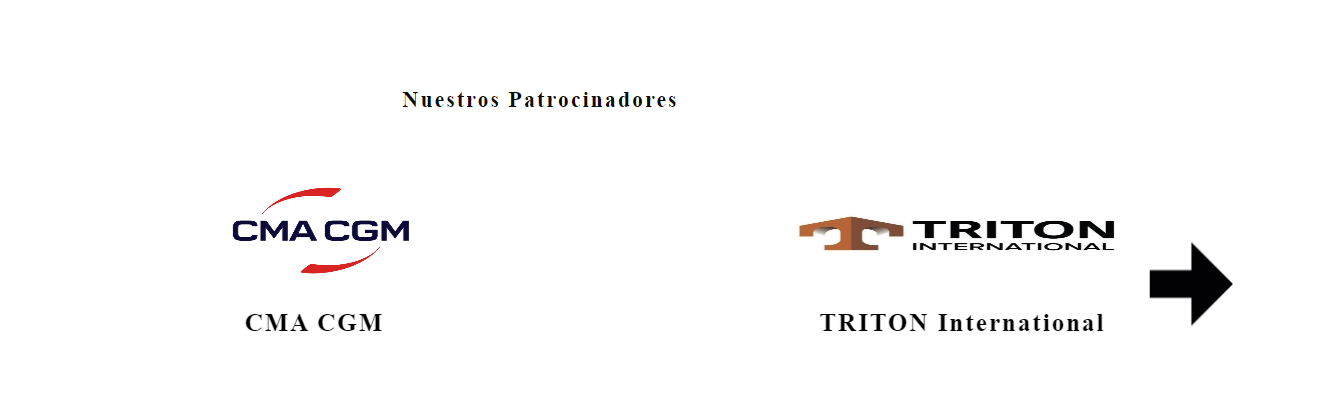 Nuestros Patrocinadores
CMA CGM
TRITON
INTERNATIONAL
CMA CGM
TRITON International